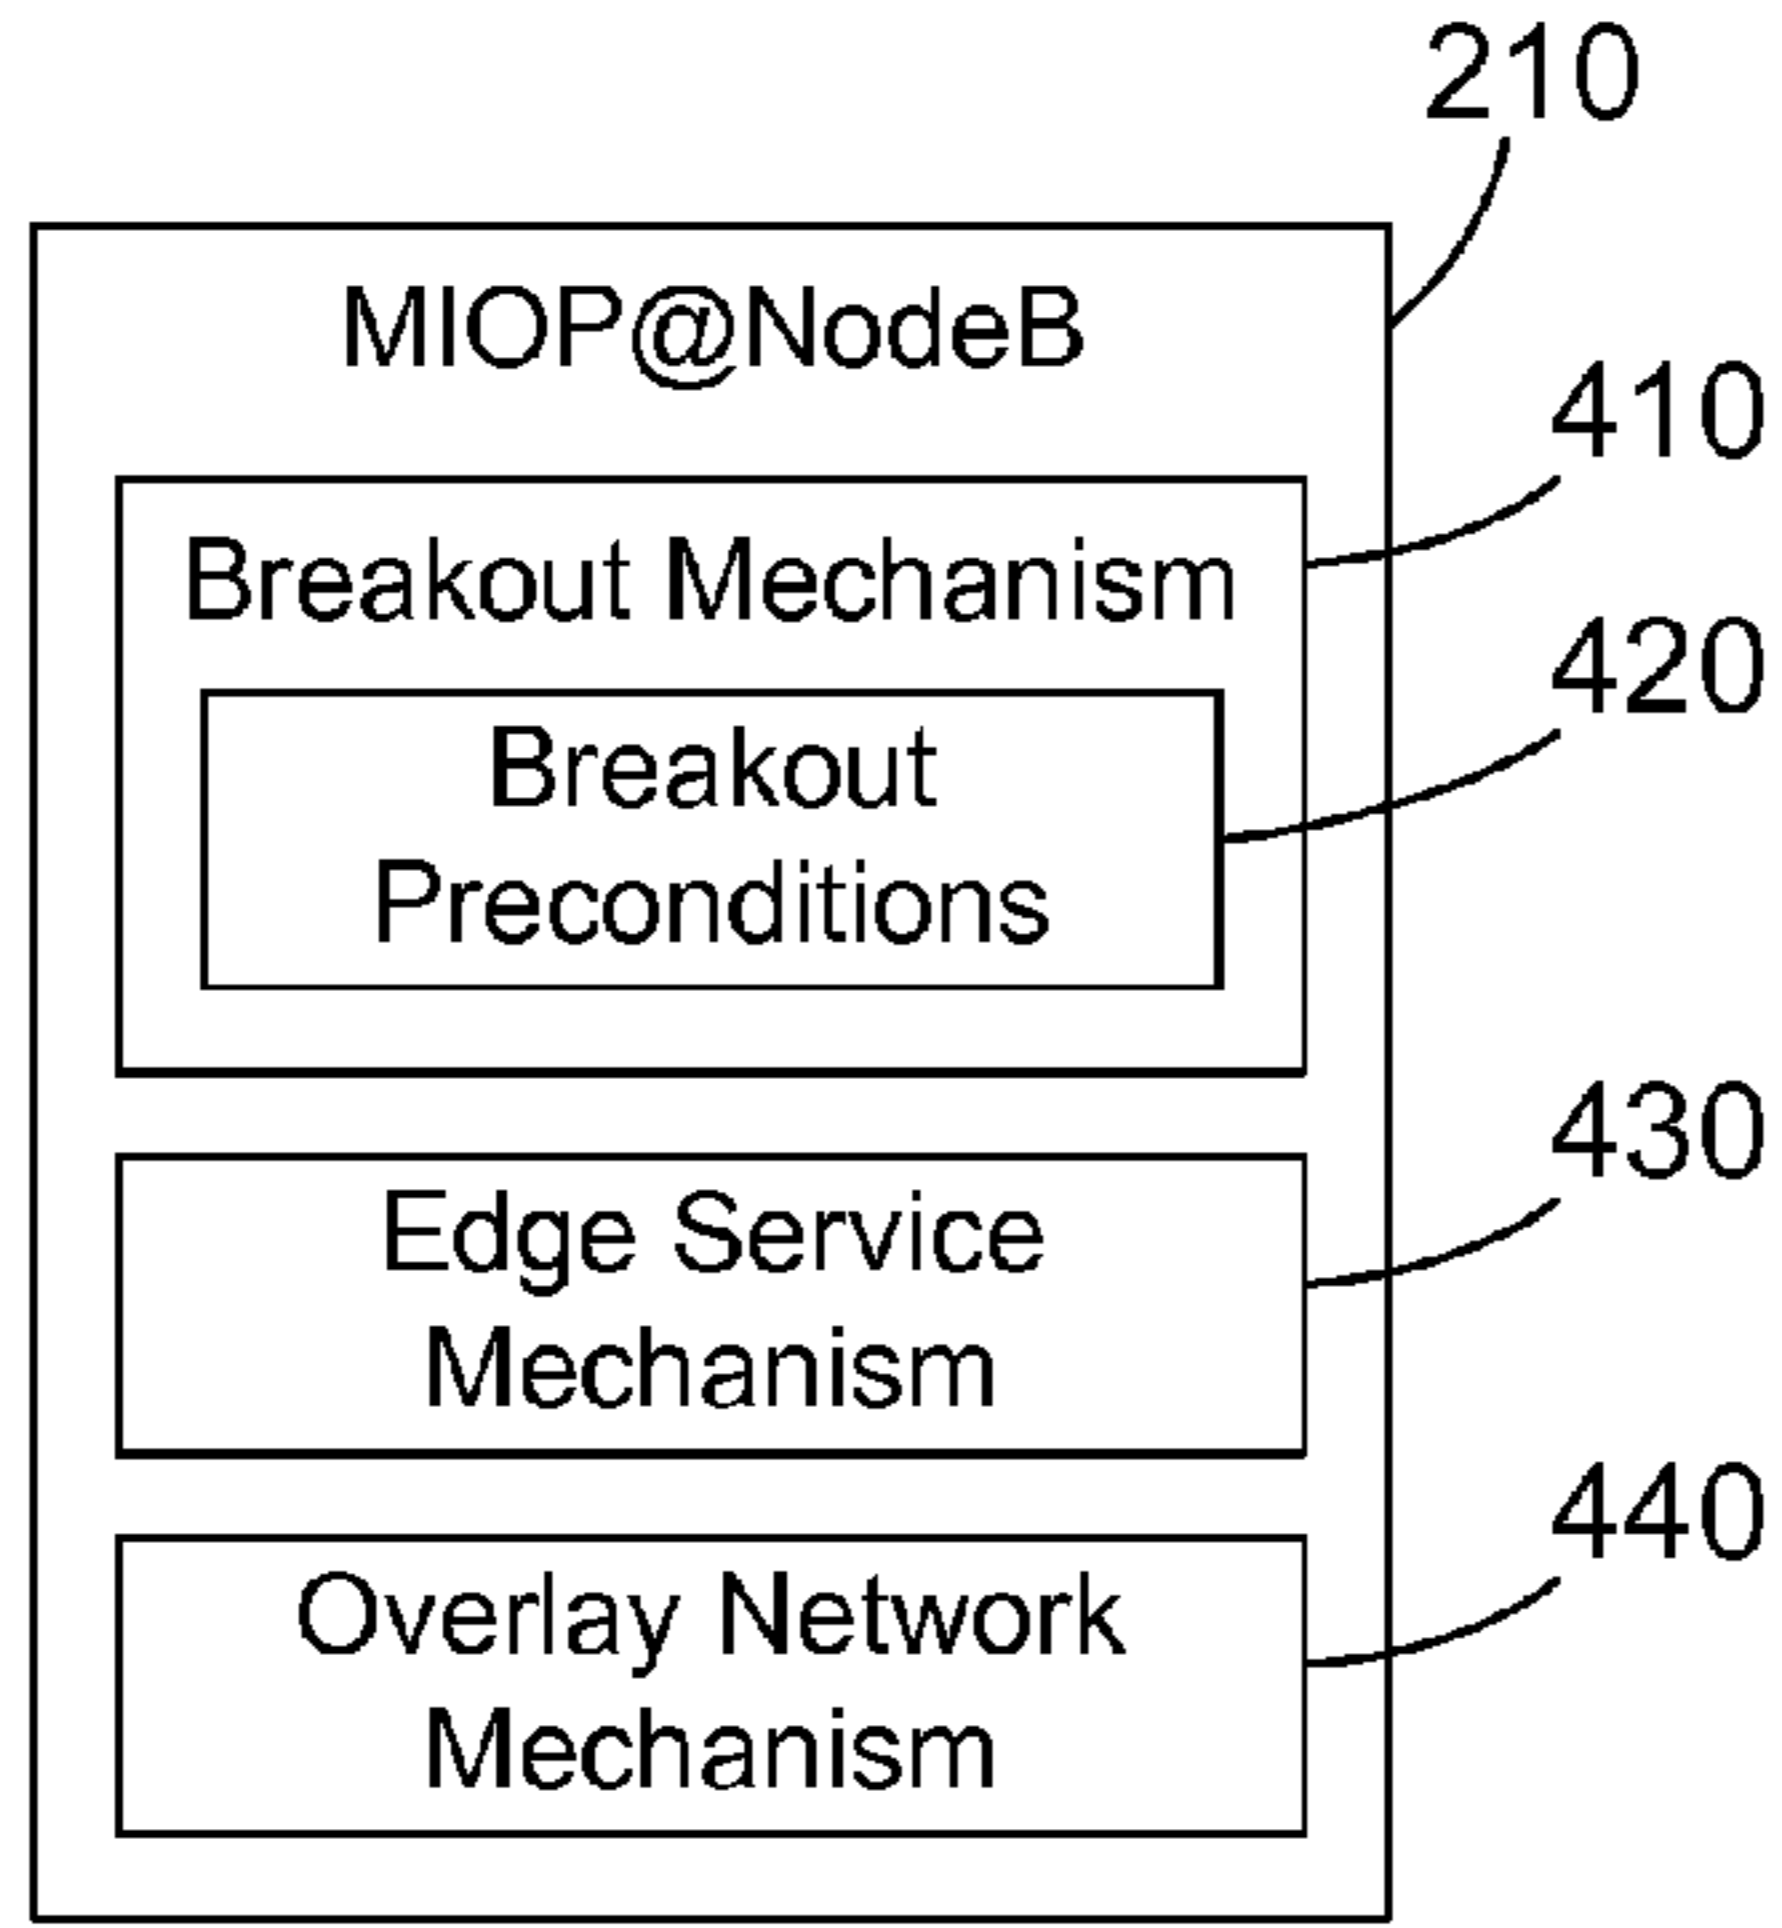 210
MIOP@NodeB
410
Breakout Mechanism
420
Breakout
Preconditions
430
Edge Service
Mechanism
440
Overlay Network
Mechanism